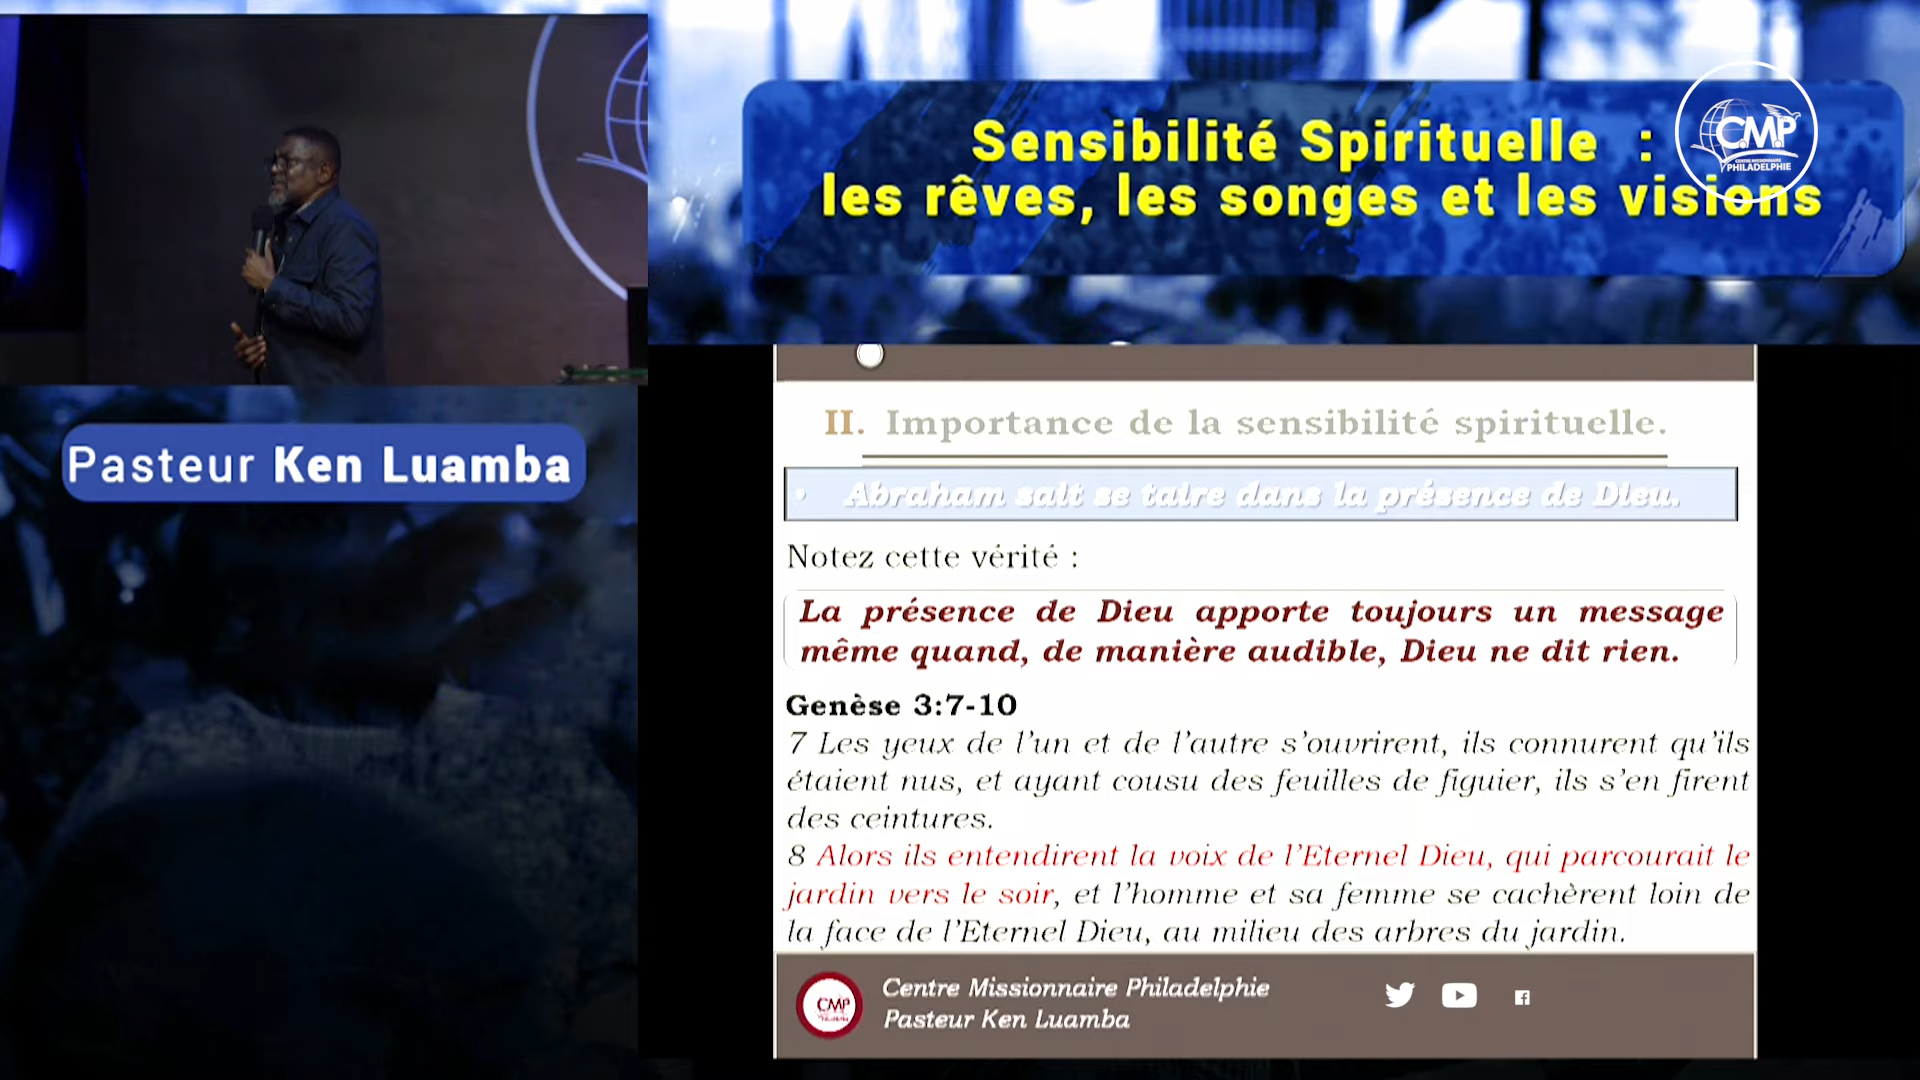 Sensibilité Spirituelle :
les rêves, les songes et les visions
C.M.P
CENTRE MISSIONNAIRE
PHILADELPHIE
Pasteur Ken Luamba
II. Importance de la sensibilité spirituelle.
• Abraham sait se taire dans la présence de Dieu.
Notez cette vérité :
La présence de Dieu apporte toujours un message
même quand, de manière audible, Dieu ne dit rien.
Genèse 3:7-10
7 Les yeux de l’un et de l’autre s’ouvrirent, ils connurent qu’ils
étaient nus, et ayant cousu des feuilles de figuier, ils s’en firent
des ceintures.
8 Alors ils entendirent la voix de l’Eternel Dieu, qui parcourait le
jardin vers le soir, et l’homme et sa femme se cachèrent loin de
la face de l’Eternel Dieu, au milieu des arbres du jardin.
CMP
Centre Missionnaire Philadelphie
Pasteur Ken Luamba